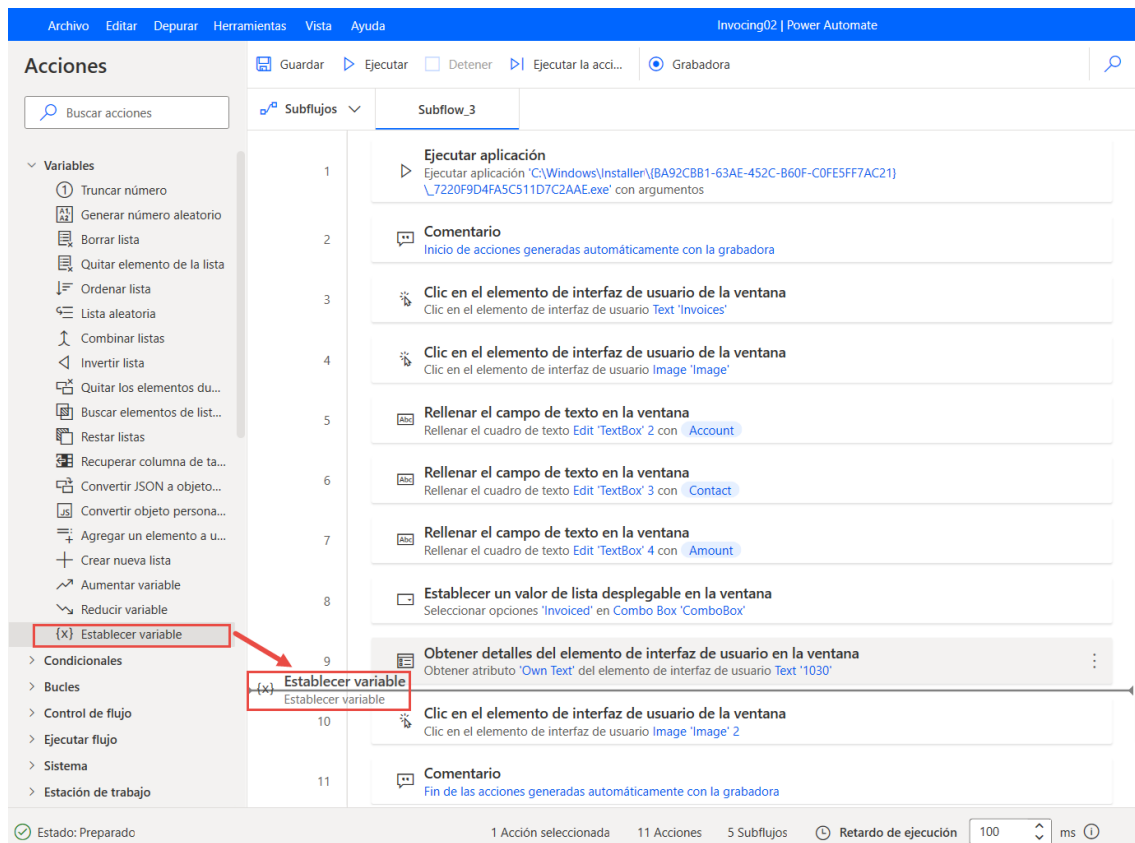 Archivo Editar Depurar Herramientas Vista Ayuda
Invocing02 | Power Automate
Acciones
Guardar Ejecutar Detener Ejecutar la acci... Grabadora
Buscar acciones
Subflujos
Subflow_3
Variables
Truncar número
Generar número aleatorio
Borrar lista
Quitar elemento de la lista
Ordenar lista
Lista aleatoria
Combinar listas
Invertir lista
Quitar los elementos du...
Buscar elementos de list...
Restar listas
Recuperar columna de ta...
Convertir JSON a objeto...
Convertir objeto persona...
Agregar un elemento a u...
Crear nueva lista
Aumentar variable
Reducir variable
{x} Establecer variable
Condicionales
Bucles
Control de flujo
Ejecutar flujo
Sistema
Estación de trabajo
1
Ejecutar aplicación
Ejecutar aplicación 'C:\Windows\Installer\{BA92CBB1-63AE-452C-B60F-C0FE5FF7AC21}
\_7220F9D4FA5C511D7C2AAE.exe' con argumentos
2
Comentario
Inicio de acciones generadas automáticamente con la grabadora
3
Clic en el elemento de interfaz de usuario de la ventana
Clic en el elemento de interfaz de usuario Text 'Invoices'
4
Clic en el elemento de interfaz de usuario de la ventana
Clic en el elemento de interfaz de usuario Image 'Image'
5
Abc
Rellenar el campo de texto en la ventana
Rellenar el cuadro de texto Edit 'TextBox' 2 con Account
6
Abc
Rellenar el campo de texto en la ventana
Rellenar el cuadro de texto Edit 'TextBox' 3 con Contact
7
Abc
Rellenar el campo de texto en la ventana
Rellenar el cuadro de texto Edit 'TextBox' 4 con Amount
8
Establecer un valor de lista desplegable en la ventana
Seleccionar opciones 'Invoiced' en Combo Box 'ComboBox'
9
Obtener detalles del elemento de interfaz de usuario en la ventana
Obtener atributo 'Own Text' del elemento de interfaz de usuario Text '1030'
{x} Establecer variable
Establecer variable
10
Clic en el elemento de interfaz de usuario de la ventana
Clic en el elemento de interfaz de usuario Image 'Image' 2
11
Comentario
Fin de las acciones generadas automáticamente con la grabadora
Estado: Preparado
1 Acción seleccionada 11 Acciones 5 Subflujos Retardo de ejecución 100 ms